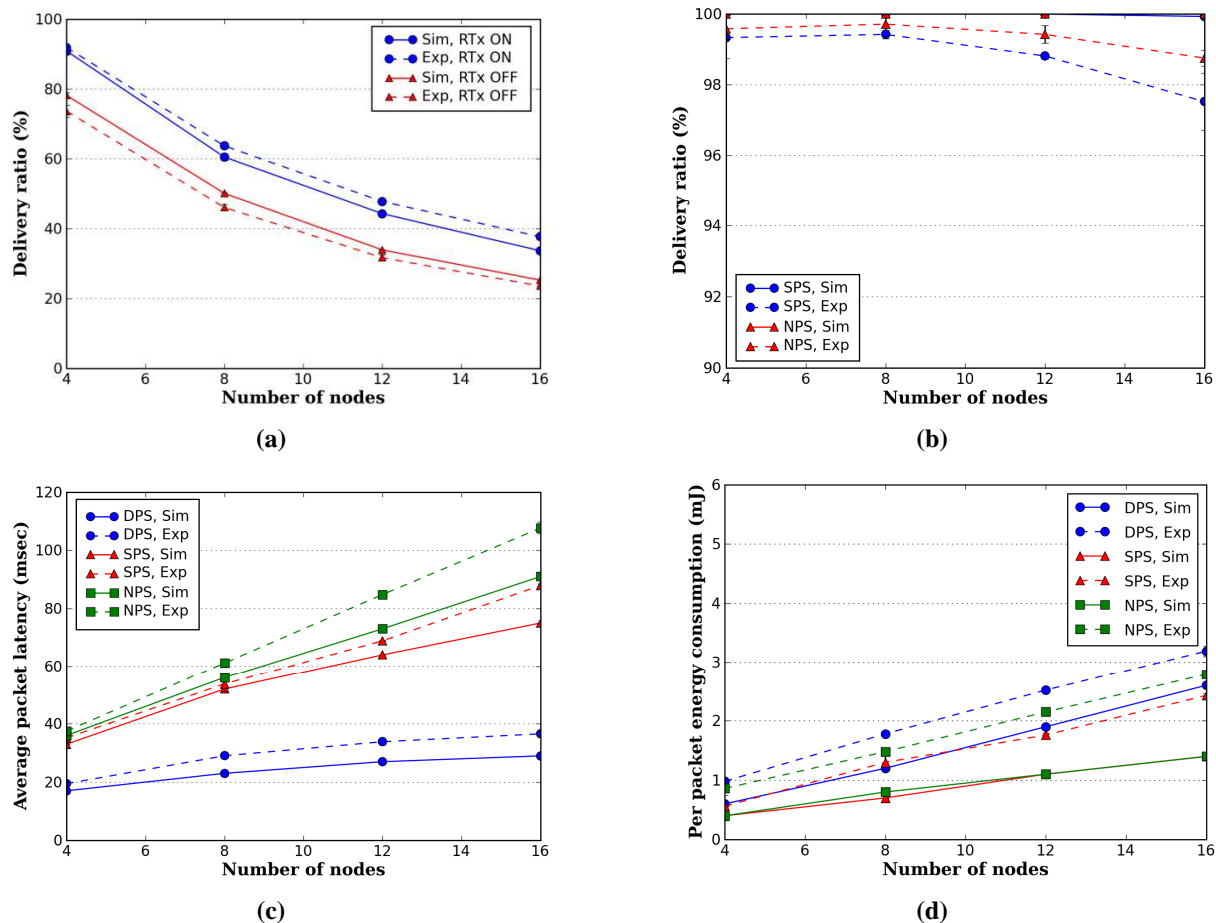 100
80
60
40
20
0
Delivery ratio (%)
Sim, RTx ON
Exp, RTx ON
Sim, RTx OFF
Exp, RTx OFF
4 6 8 10 12 14 16
Number of nodes
(a)
100
98
96
94
92
90
Delivery ratio (%)
SPS, Sim
SPS, Exp
NPS, Sim
NPS, Exp
4 6 8 10 12 14 16
Number of nodes
(b)
120
100
80
60
40
20
0
Average packet latency (msec)
DPS, Sim
DPS, Exp
SPS, Sim
SPS, Exp
NPS, Sim
NPS, Exp
4 6 8 10 12 14 16
Number of nodes
(c)
6
5
4
3
2
1
0
Per packet energy consumption (mJ)
DPS, Sim
DPS, Exp
SPS, Sim
SPS, Exp
NPS, Sim
NPS, Exp
4 6 8 10 12 14 16
Number of nodes
(d)